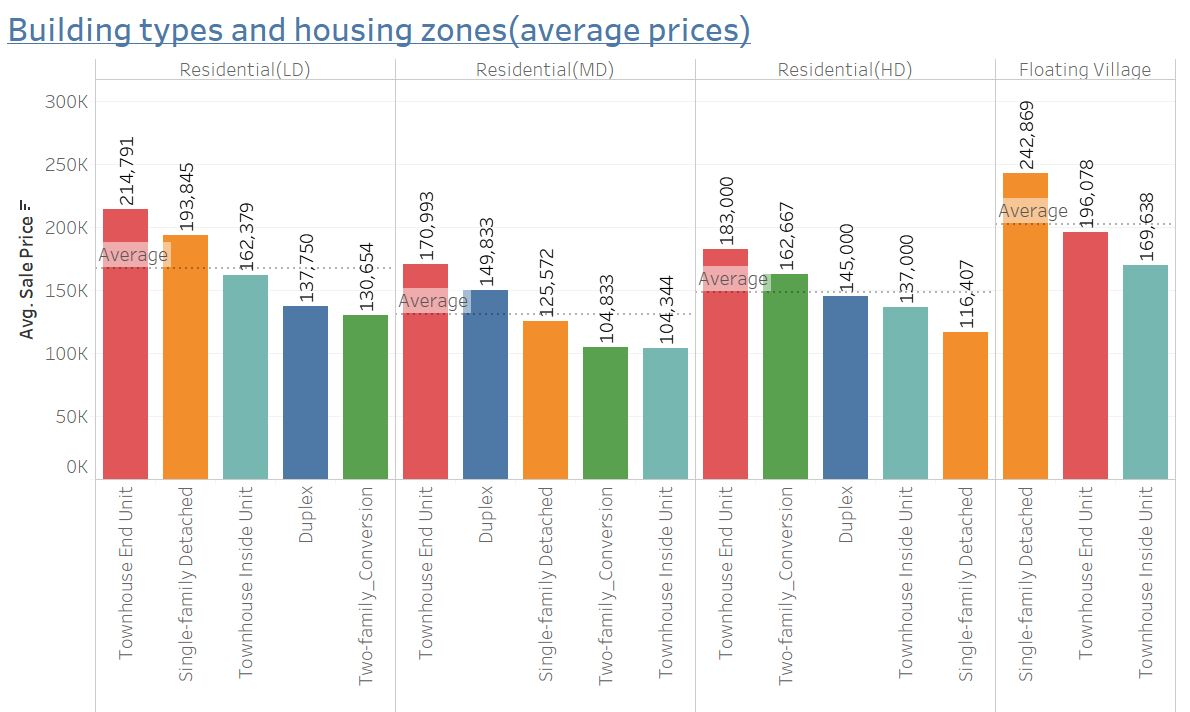 Building types and housing zones(average prices)
Residential(LD) Residential(MD) Residential(HD) Floating Village
Avg. Sale Price
300K
250K
200K
150K
100K
50K
0K
214,791
193,845
162,379
137,750
130,654
Average
170,993
149,833
125,572
104,833
104,344
Average
183,000
162,667
145,000
137,000
116,407
Average
242,869
196,078
169,638
Average
Townhouse End Unit
Single-family Detached
Townhouse Inside Unit
Duplex
Two-family_Conversion
Townhouse End Unit
Duplex
Single-family Detached
Two-family_Conversion
Townhouse Inside Unit
Townhouse End Unit
Two-family_Conversion
Duplex
Townhouse Inside Unit
Single-family Detached
Single-family Detached
Townhouse End Unit
Townhouse Inside Unit